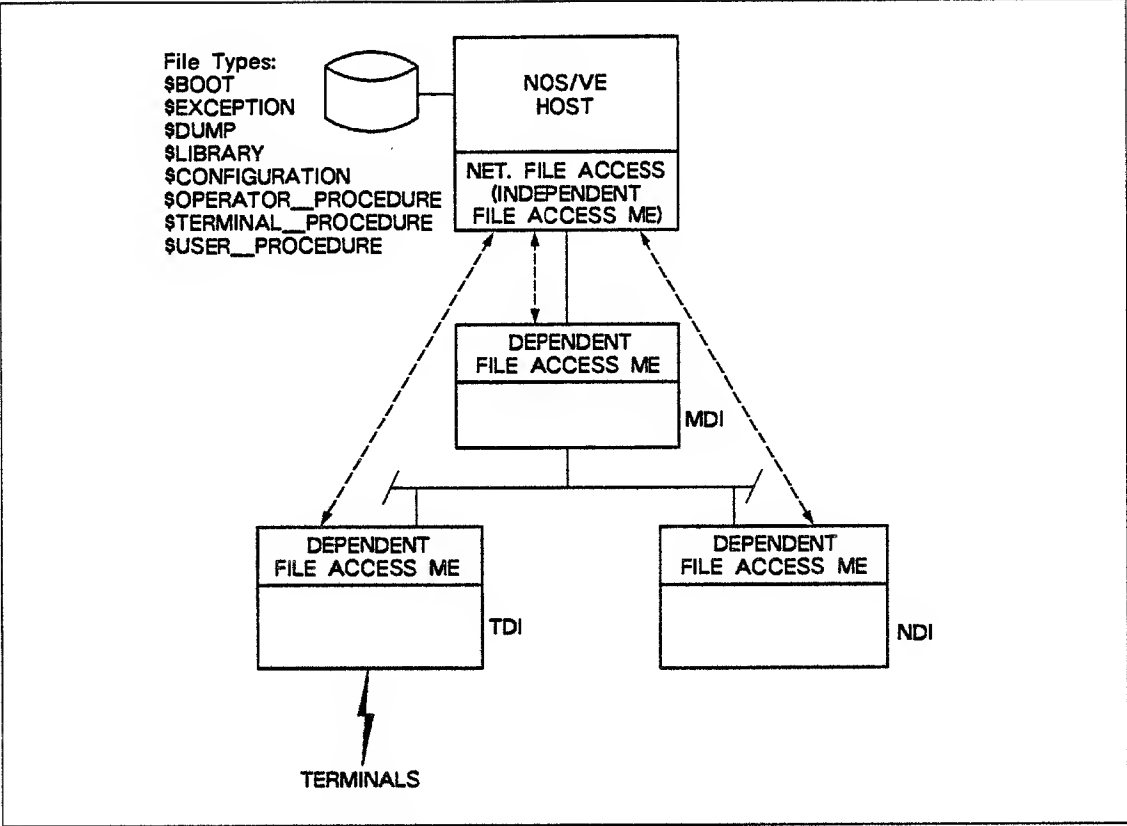 File Types:
$BOOT
$EXCEPTION
$DUMP
$LIBRARY
$CONFIGURATION
$OPERATOR__PROCEDURE
$TERMINAL__PROCEDURE
$USER__PROCEDURE
NOS/VE
HOST
NET. FILE ACCESS
(INDEPENDENT
FILE ACCESS ME)
DEPENDENT
FILE ACCESS ME
MDI
DEPENDENT
FILE ACCESS ME
TDI
DEPENDENT
FILE ACCESS ME
NDI
TERMINALS